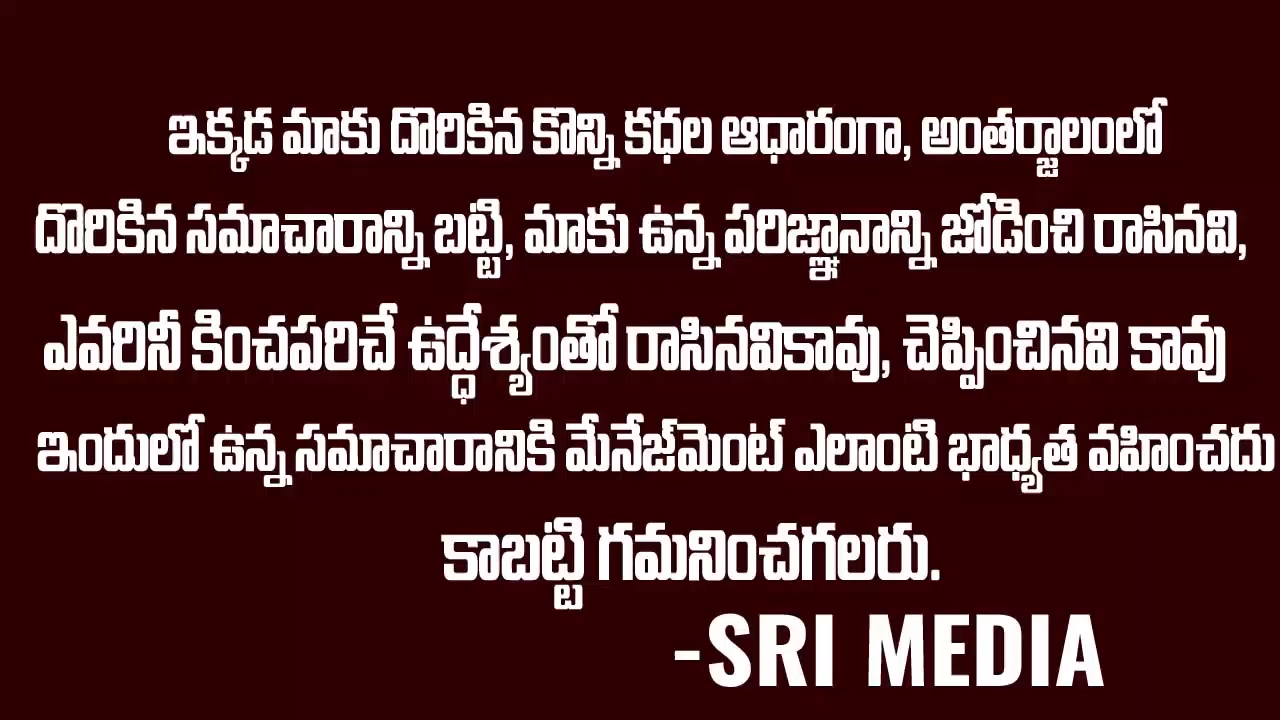 ఇక్కడ మాకు దొరికిన కొన్ని కధల ఆధారంగా, అంతర్జాలంలో
దొరికిన సమాచారాన్ని బట్టి, మాకు ఉన్న పరిజ్ఞానాన్ని జోడించి రాసినవి,
ఎవరినీ కించపరిచే ఉద్ధేశ్యంతో రాసినవికావు, చెప్పించినవి కావు
ఇందులో ఉన్న సమాచారానికి మేనేజ్‌మెంట్ ఎలాంటి భాధ్యత వహించదు
కాబట్టి గమనించగలరు.
-SRI MEDIA